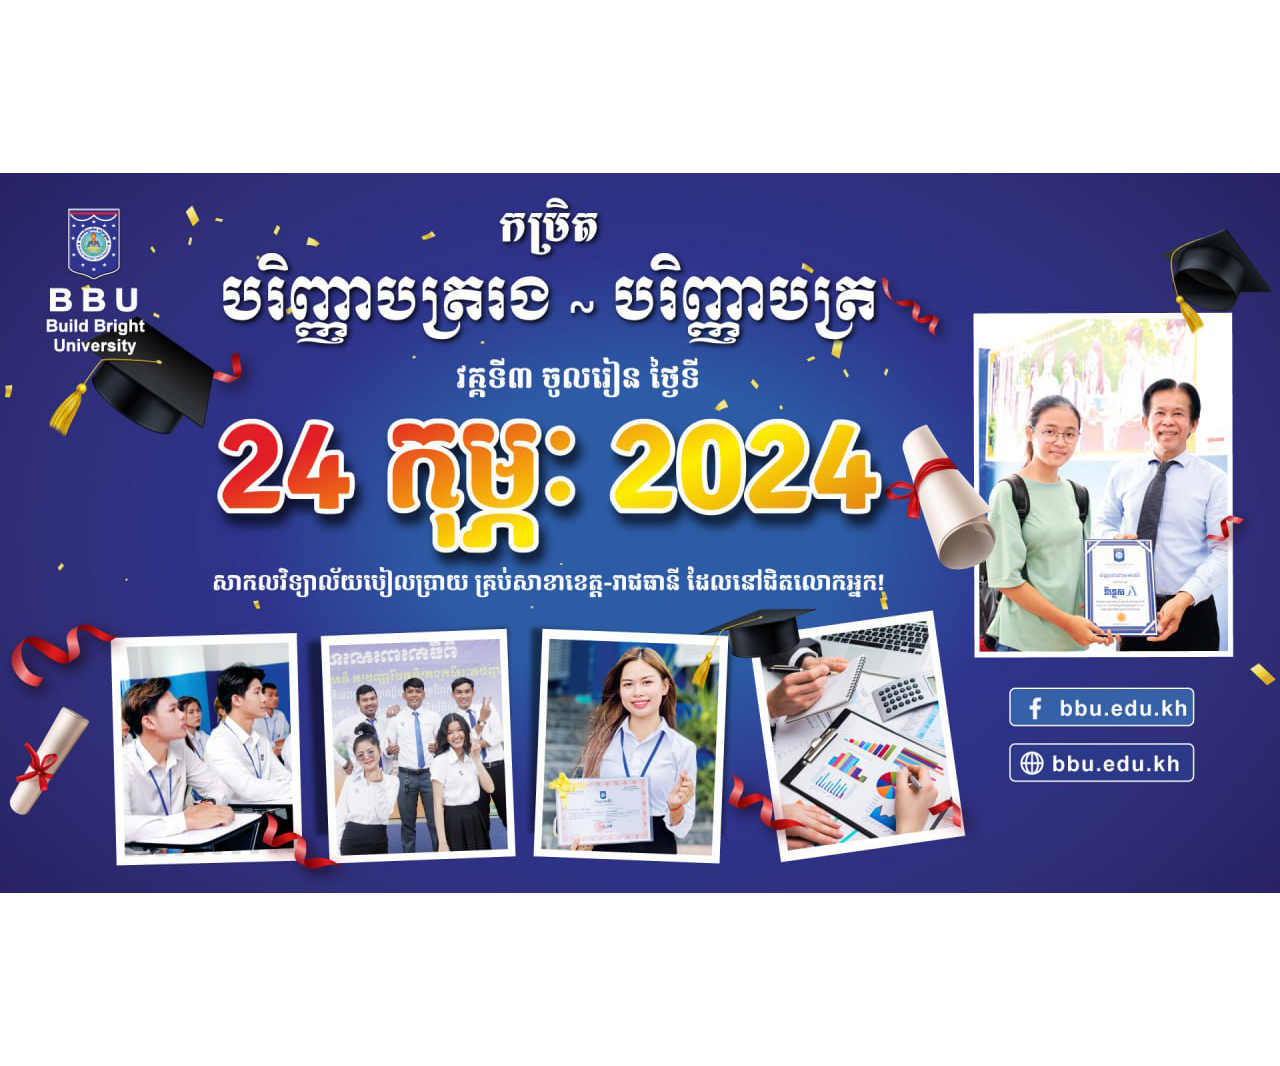 BBU
Build Bright
University
កម្រិត
បរិញ្ញាបត្ររង ~ បរិញ្ញាបត្រ
វគ្គទី៣ ចូលរៀន ថ្ងៃទី
24 កុម្ភៈ 2024
សាកលវិទ្យាល័យបៀលប្រាយ គ្រប់សាខាខេត្ត-រាជធានី ដែលនៅជិតលោកអ្នក!
bbu.edu.kh
bbu.edu.kh